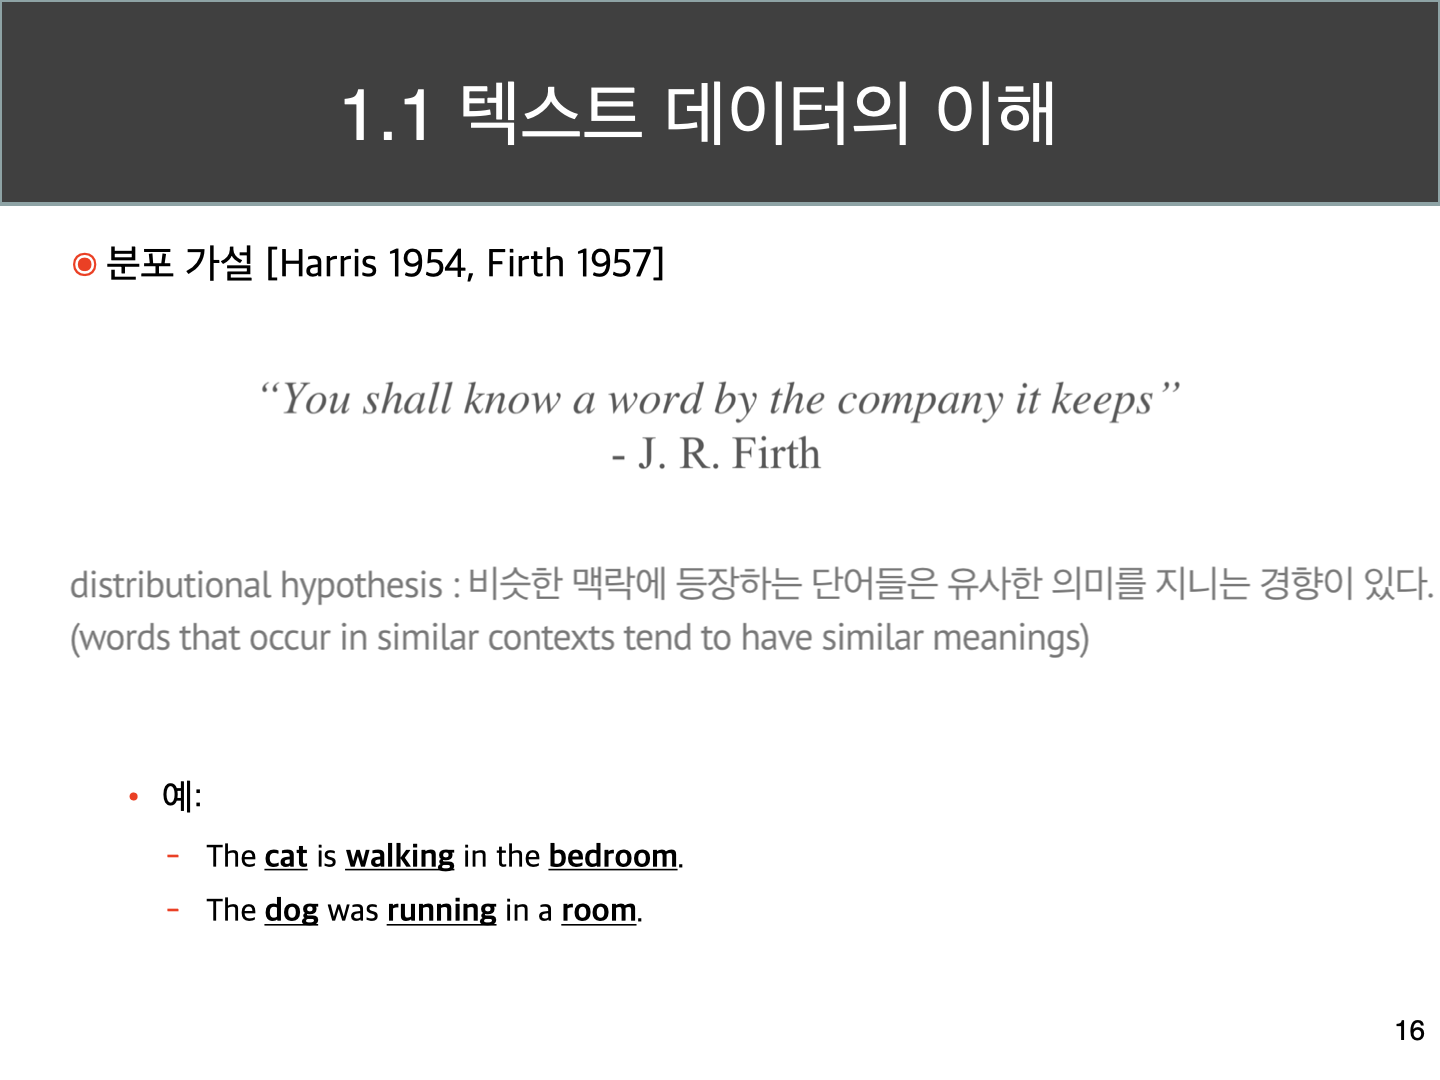 1.1 텍스트 데이터의 이해
◉ 분포 가설 [Harris 1954, Firth 1957]
“You shall know a word by the company it keeps”
- J. R. Firth
distributional hypothesis : 비슷한 맥락에 등장하는 단어들은 유사한 의미를 지니는 경향이 있다.
(words that occur in similar contexts tend to have similar meanings)
• 예:
- The cat is walking in the bedroom.
- The dog was running in a room.
16